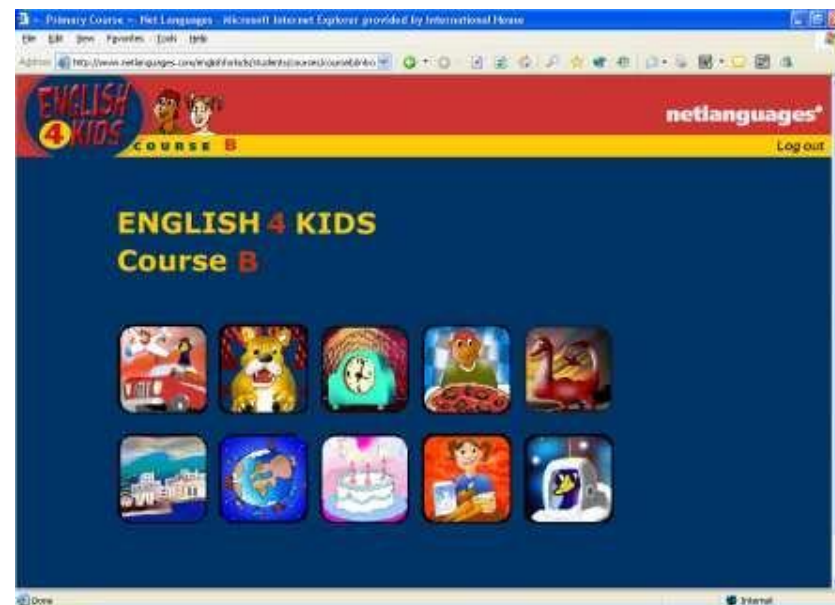 Primary Course -- Net Languages - Microsoft Internet Explorer provided by International House
File Edit View Favorites Tools Help
Address
ENGLISH
4 KIDS
COURSE B
netlanguages
Log out
ENGLISH 4 KIDS
Course B
Done
Internet